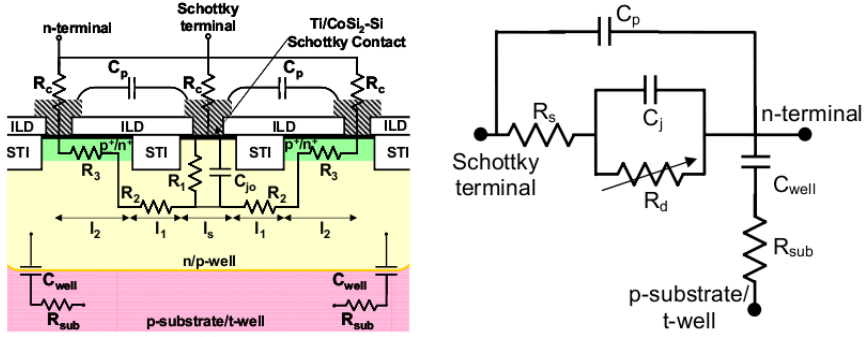 Schottky
terminal
n-terminal
Ti/CoSi2-Si
Schottky Contact
Rc
Cp
Rc
Cp
Rc
ILD
ILD
ILD
ILD
STI
p+/n+
STI
STI
p+/n+
STI
R3
R1
Cjo
R3
R2
R2
l2
l1
ls
l1
l2
n/p-well
Cwell
Cwell
Rsub
p-substrate/t-well
Rsub
Cp
Rs
Cj
n-terminal
Schottky
terminal
Rd
Cwell
Rsub
p-substrate/
t-well